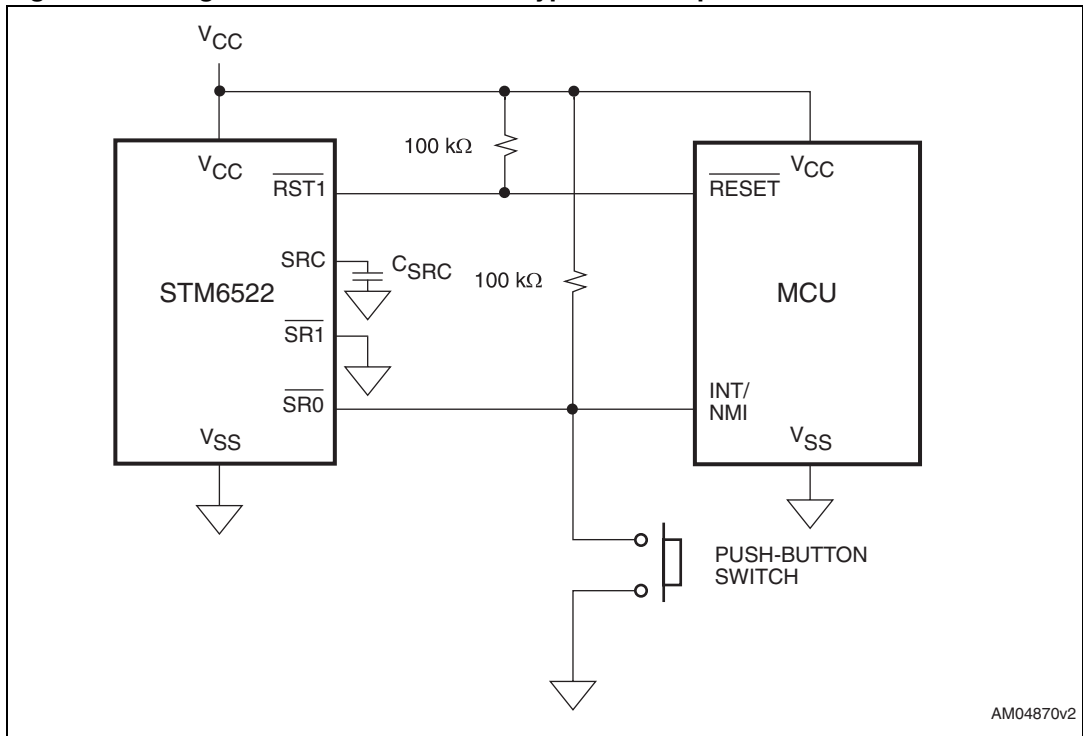 VCC
100 kΩ
VCC
VCC
RST1
RESET
SRC
CSRC
100 kΩ
STM6522
MCU
SR1
INT/
NMI
SR0
VSS
VSS
PUSH-BUTTON
SWITCH
AM04870v2